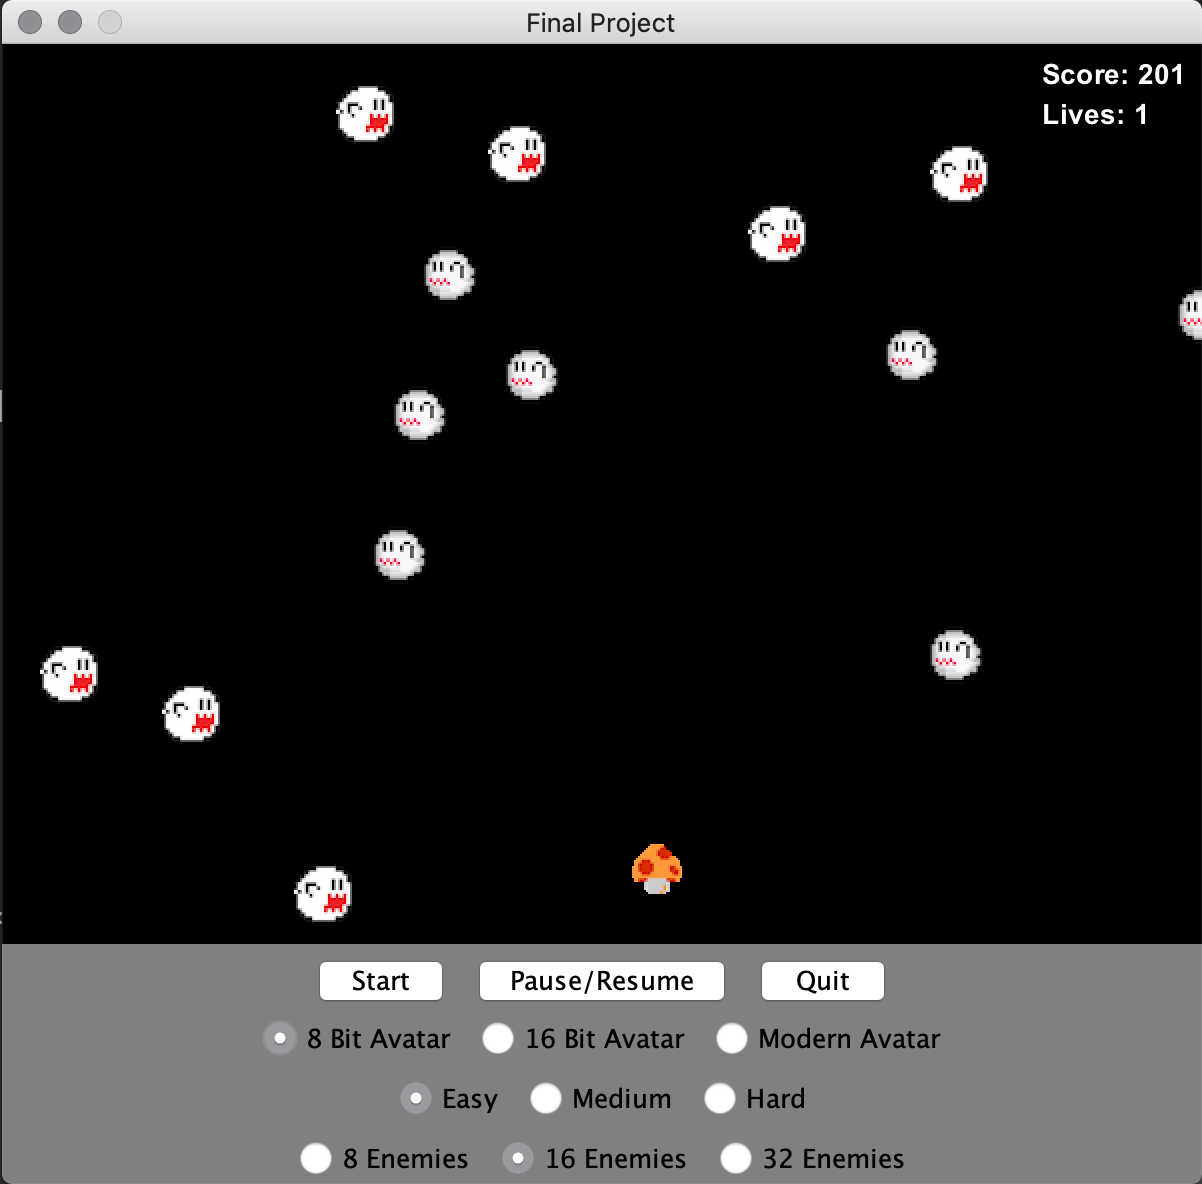 Final Project
Score: 201
Lives: 1
Start Pause/Resume Quit
8 Bit Avatar 16 Bit Avatar Modern Avatar
Easy Medium Hard
8 Enemies 16 Enemies 32 Enemies